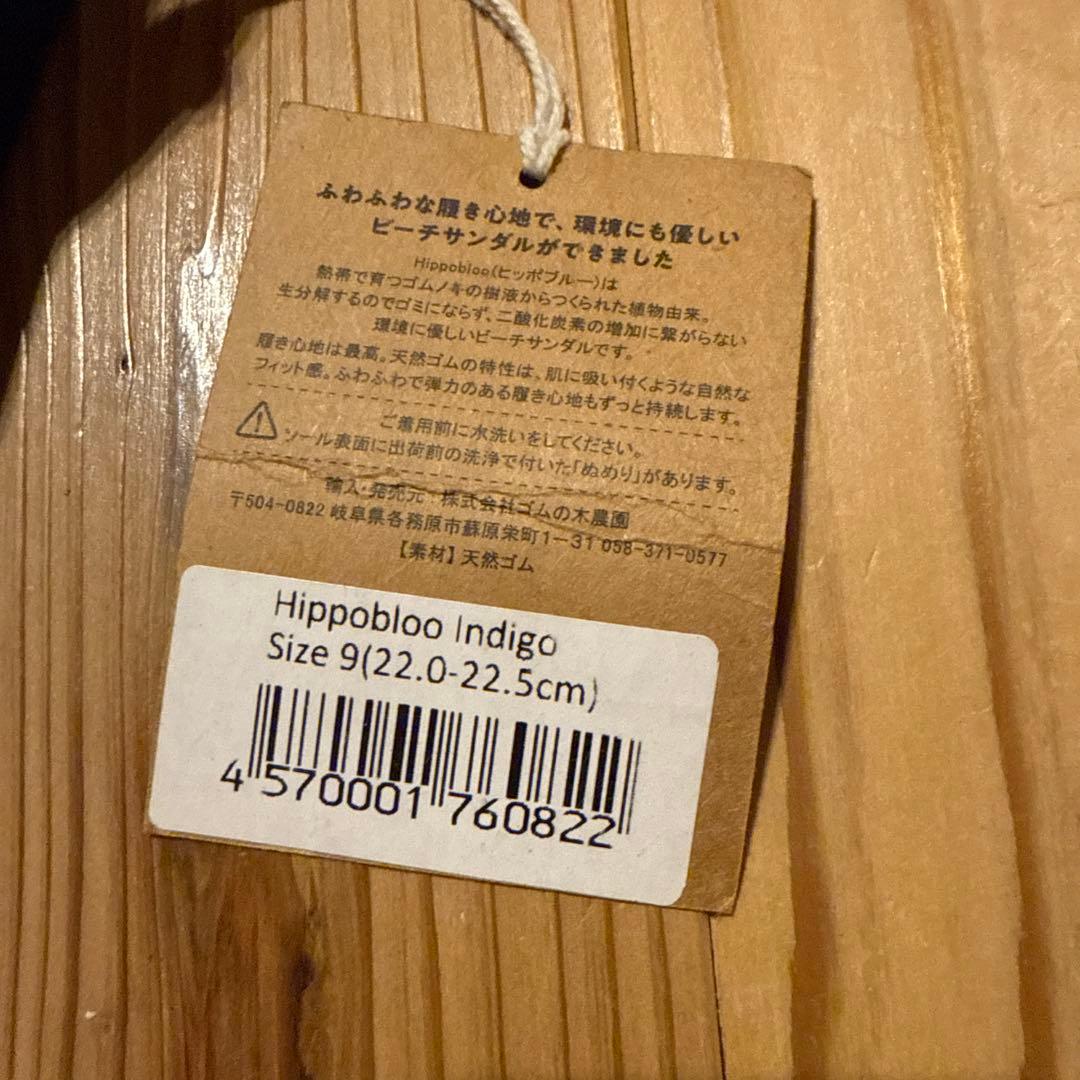 ふわふわな履き心地で、環境にも優しい
ビーチサンダルができました
Hippobloo(ヒッポブルー)は
熱帯で育つゴムノキの樹液からつくられた植物由来。
生分解するのでゴミにならず、二酸化炭素の増加に繋がらない
環境に優しいビーチサンダルです。
履き心地は最高。天然ゴムの特性は、肌に吸い付くような自然な
フィット感。ふわふわで弾力のある履き心地もずっと持続します。
ご着用前に水洗いをしてください。
ソール表面に出荷前の洗浄で付いた「ぬめり」があります。
輸入・発売元:株式会社ゴムの木農園
〒504-0822 岐阜県各務原市蘇原栄町1-31 058-371-0577
【素材】天然ゴム
Hippobloo Indigo
Size 9(22.0-22.5cm)
4 570001 760822